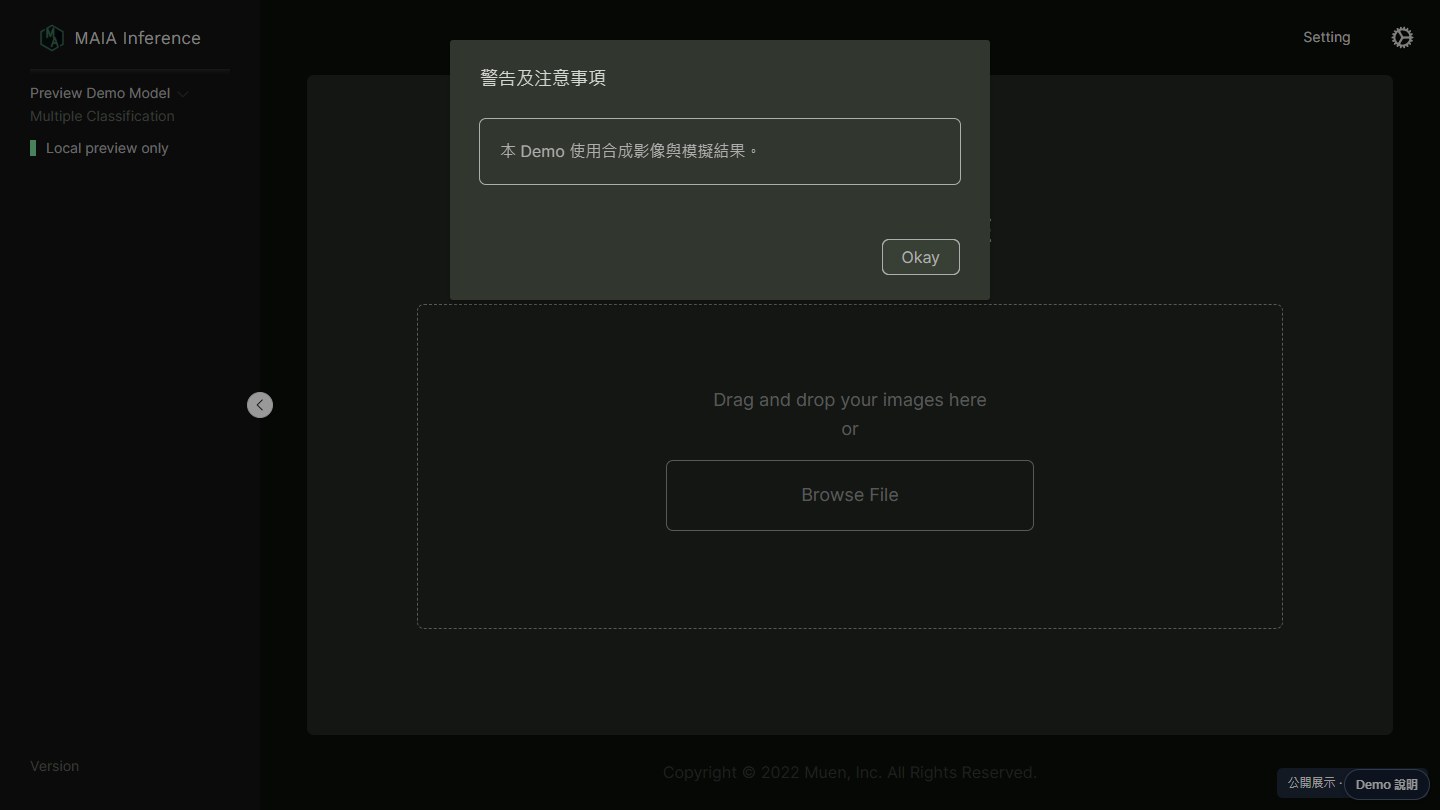 MAIA Inference
Setting
Preview Demo Model
Multiple Classification
Local preview only
警告及注意事項
本 Demo 使用合成影像與模擬結果。
Okay
Drag and drop your images here
or
Browse File
Version
Copyright © 2022 Muen, Inc. All Rights Reserved.
公開展示 ·
Demo 說明